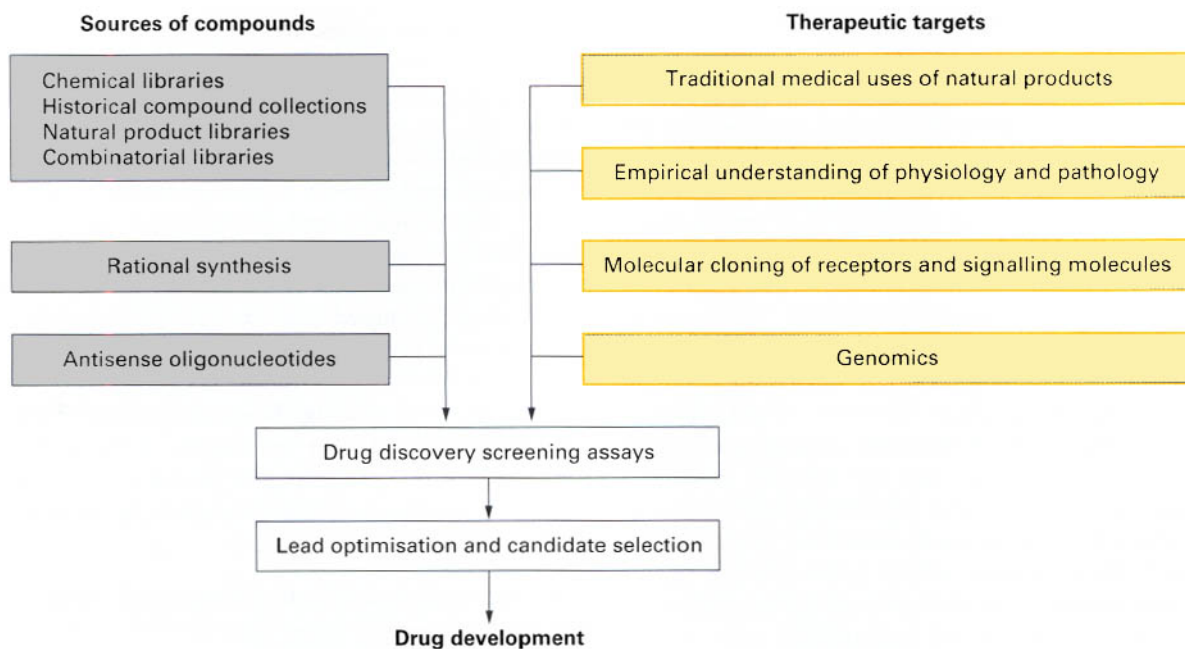 Sources of compounds
Chemical libraries
Historical compound collections
Natural product libraries
Combinatorial libraries
Rational synthesis
Antisense oligonucleotides
Therapeutic targets
Traditional medical uses of natural products
Empirical understanding of physiology and pathology
Molecular cloning of receptors and signalling molecules
Genomics
Drug discovery screening assays
Lead optimisation and candidate selection
Drug development